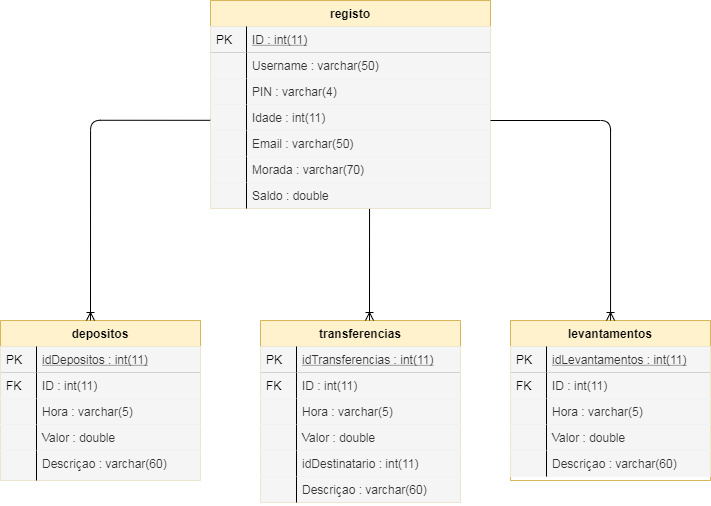 registo
PK ID : int(11)
Username : varchar(50)
PIN : varchar(4)
Idade : int(11)
Email : varchar(50)
Morada : varchar(70)
Saldo : double
depositos
PK idDepositos : int(11)
FK ID : int(11)
Hora : varchar(5)
Valor : double
Descriçao : varchar(60)
transferencias
PK idTransferencias : int(11)
FK ID : int(11)
Hora : varchar(5)
Valor : double
idDestinatario : int(11)
Descriçao : varchar(60)
levantamentos
PK idLevantamentos : int(11)
FK ID : int(11)
Hora : varchar(5)
Valor : double
Descriçao : varchar(60)